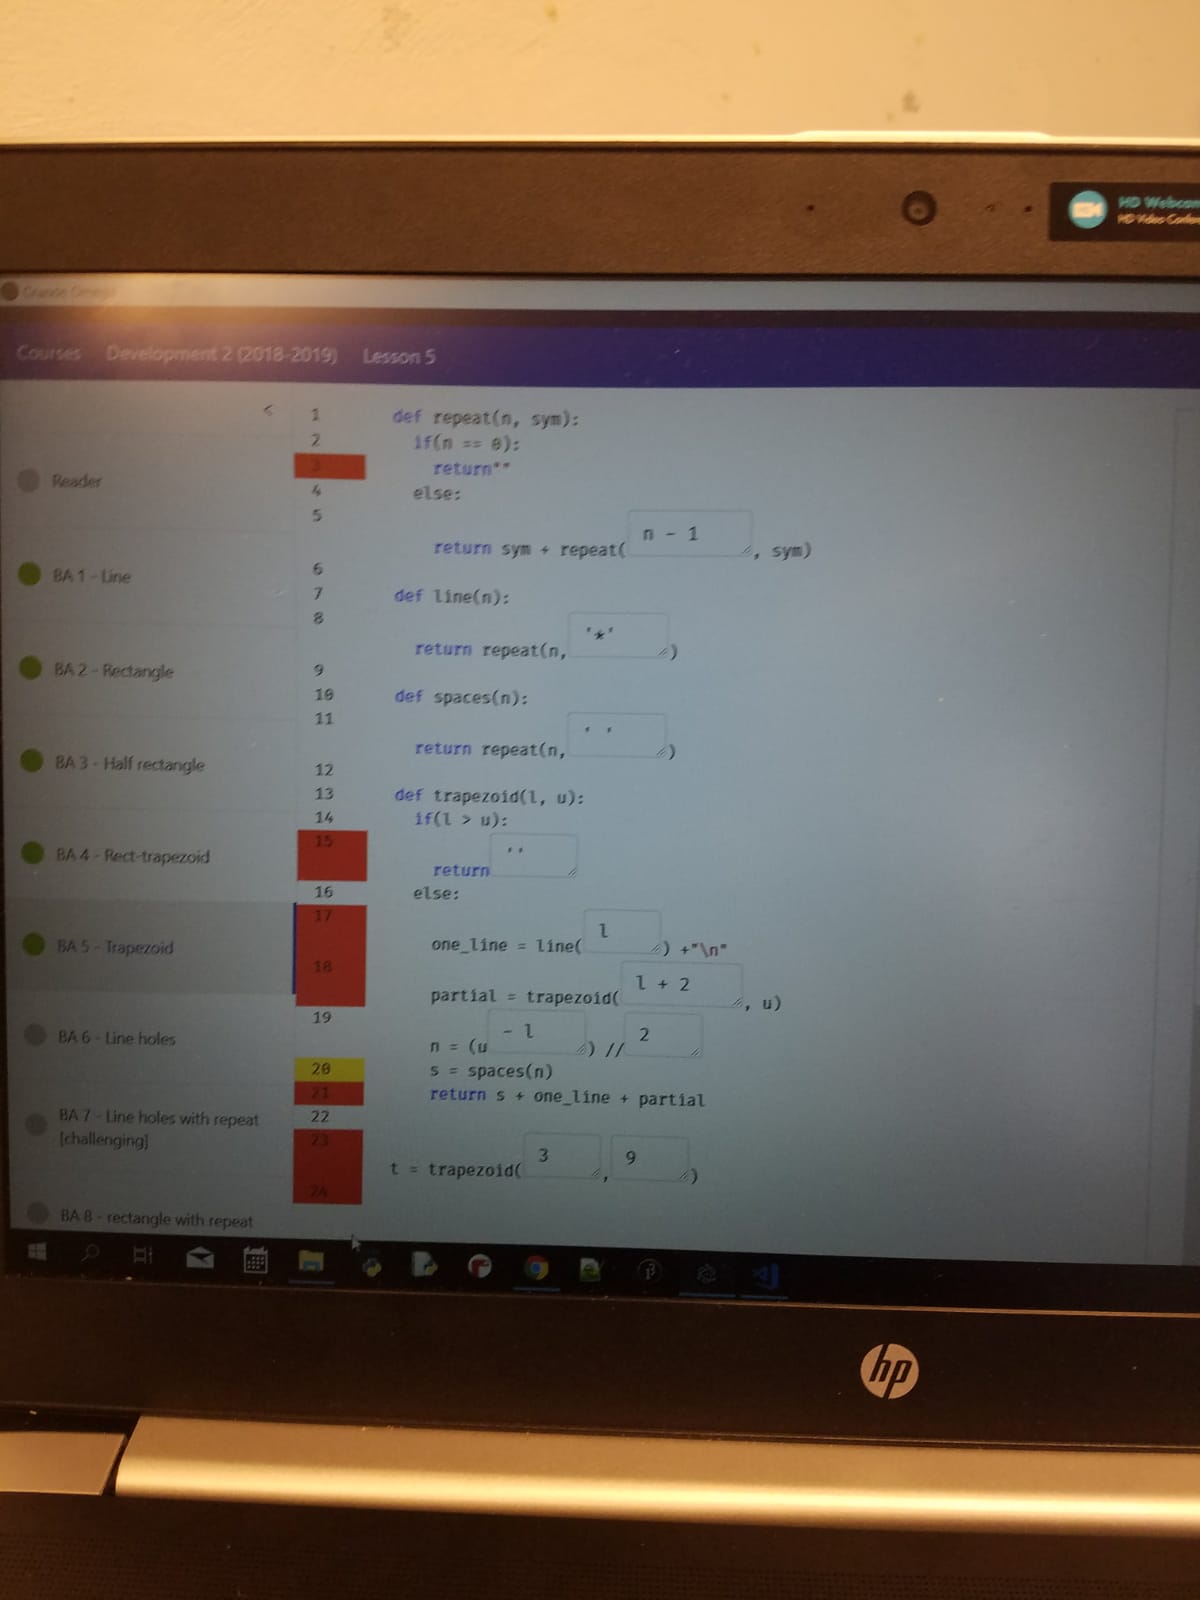 HD Webcam
Grande Omega
Courses Development 2 (2018-2019) Lesson 5
<
Reader
BA 1 - Line
BA 2 - Rectangle
BA 3 - Half rectangle
BA 4 - Rect-trapezoid
BA 5 - Trapezoid
BA 6 - Line holes
BA 7 - Line holes with repeat
[challenging]
BA 8 - rectangle with repeat
1 def repeat(n, sym):
2 if(n == 0):
3 return""
4 else:
5 return sym + repeat( n - 1 , sym)
6
7 def line(n):
8 return repeat(n, '*' )
9
10 def spaces(n):
11 return repeat(n, ' ' )
12
13 def trapezoid(l, u):
14 if(l > u):
15 return ''
16 else:
17 one_line = line( l ) +"\n"
18 partial = trapezoid( l + 2 , u)
19 n = (u - l ) // 2
20 s = spaces(n)
21 return s + one_line + partial
22
23 t = trapezoid( 3 , 9 )
24
hp